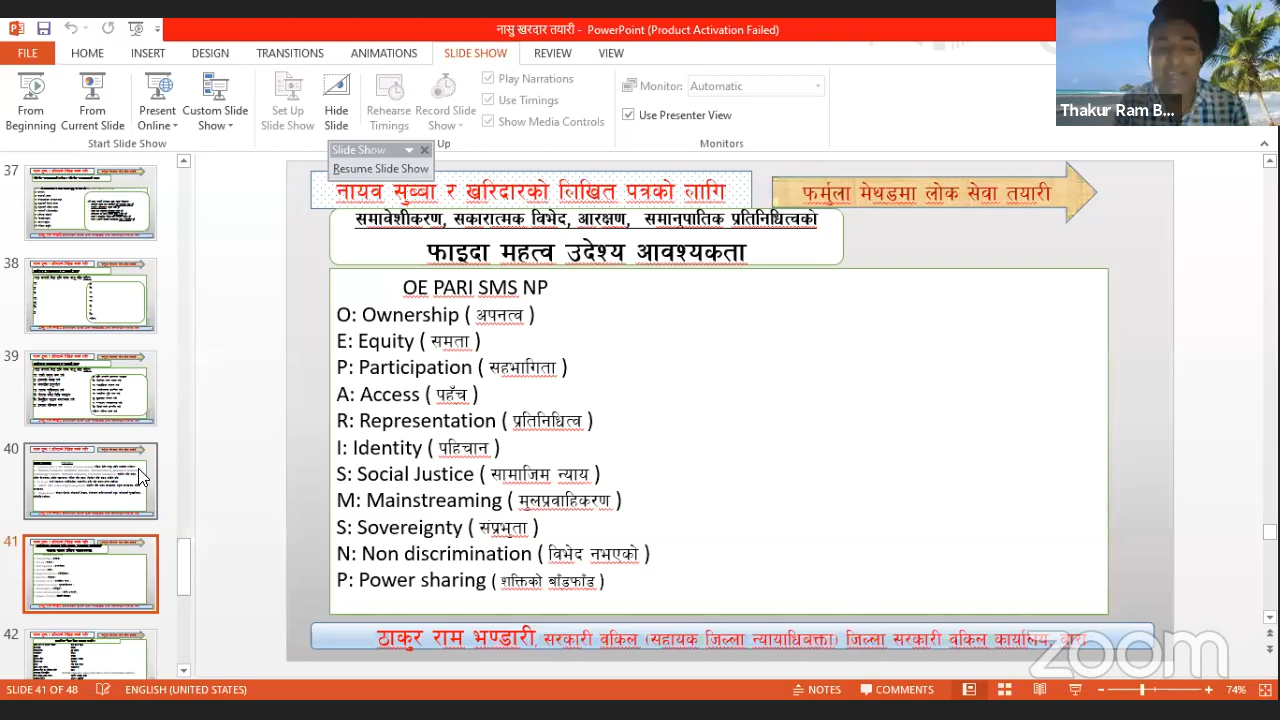 नासु खरदार तयारी - PowerPoint (Product Activation Failed)
FILE HOME INSERT DESIGN TRANSITIONS ANIMATIONS SLIDE SHOW REVIEW VIEW
From Beginning
From Current Slide
Present Online
Custom Slide Show
Set Up Slide Show
Hide Slide
Rehearse Timings
Record Slide Show
Play Narrations
Use Timings
Show Media Controls
Monitor: Automatic
Use Presenter View
Start Slide Show
Up
Monitors
Slide Show
Resume Slide Show
Thakur Ram B...
37
38
39
40
41
42
नायव सुब्बा र खरिदारको लिखित पत्रको लागि
फर्मुला मेथडमा लोक सेवा तयारी
समावेशीकरण, सकारात्मक विभेद, आरक्षण, समानुपातिक प्रतिनिधित्वको
फाइदा महत्व उदेश्य आवश्यकता
OE PARI SMS NP
O: Ownership ( अपनत्व )
E: Equity ( समता )
P: Participation ( सहभागिता )
A: Access ( पहुँच )
R: Representation ( प्रतिनिधित्व )
I: Identity ( पहिचान )
S: Social Justice ( सामाजिम न्याय )
M: Mainstreaming ( मुलप्रवाहिकरण )
S: Sovereignty ( संप्रभुता )
N: Non discrimination ( विभेद नभएको )
P: Power sharing ( शक्तिको बाँडफाँड )
ठाकुर राम भण्डारी, सरकारी वकिल (सहायक जिल्ला न्यायाधिवक्ता) जिल्ला सरकारी वकिल कार्यालय,
zoom
SLIDE 41 OF 48 ENGLISH (UNITED STATES) NOTES COMMENTS 74%